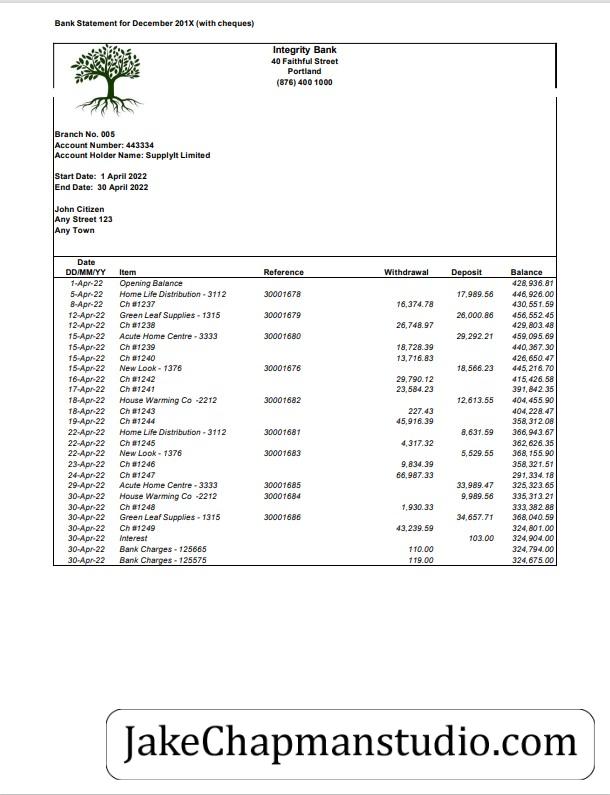 Bank Statement for December 201X (with cheques)
Integrity Bank
40 Faithful Street
Portland
(876) 400 1000
Branch No. 005
Account Number: 443334
Account Holder Name: SupplyIt Limited
Start Date: 1 April 2022
End Date: 30 April 2022
John Citizen
Any Street 123
Any Town
Date
DD/MM/YY Item Reference Withdrawal Deposit Balance
1-Apr-22 Opening Balance 428,936.81
5-Apr-22 Home Life Distribution - 3112 30001678 17,989.56 446,926.00
8-Apr-22 Ch #1237 16,374.78 430,551.59
12-Apr-22 Green Leaf Supplies - 1315 30001679 26,000.86 456,552.45
12-Apr-22 Ch #1238 26,748.97 429,803.48
15-Apr-22 Acute Home Centre - 3333 30001680 29,292.21 459,095.69
15-Apr-22 Ch #1239 18,728.39 440,367.30
15-Apr-22 Ch #1240 13,716.83 426,650.47
15-Apr-22 New Look - 1376 30001676 18,566.23 445,216.70
16-Apr-22 Ch #1242 29,790.12 415,426.58
17-Apr-22 Ch #1241 23,584.23 391,842.35
18-Apr-22 House Warming Co -2212 30001682 12,613.55 404,455.90
18-Apr-22 Ch #1243 227.43 404,228.47
19-Apr-22 Ch #1244 45,916.39 358,312.08
22-Apr-22 Home Life Distribution - 3112 30001681 8,631.59 366,943.67
22-Apr-22 Ch #1245 4,317.32 362,626.35
22-Apr-22 New Look - 1376 30001683 5,529.55 368,155.90
23-Apr-22 Ch #1246 9,834.39 358,321.51
24-Apr-22 Ch #1247 66,987.33 291,334.18
29-Apr-22 Acute Home Centre - 3333 30001685 33,989.47 325,323.65
30-Apr-22 House Warming Co -2212 30001684 9,989.56 335,313.21
30-Apr-22 Ch #1248 1,930.33 333,382.88
30-Apr-22 Green Leaf Supplies - 1315 30001686 34,657.71 368,040.59
30-Apr-22 Ch #1249 43,239.59 324,801.00
30-Apr-22 Interest 103.00 324,904.00
30-Apr-22 Bank Charges - 125665 110.00 324,794.00
30-Apr-22 Bank Charges - 125575 119.00 324,675.00
JakeChapmanstudio.com